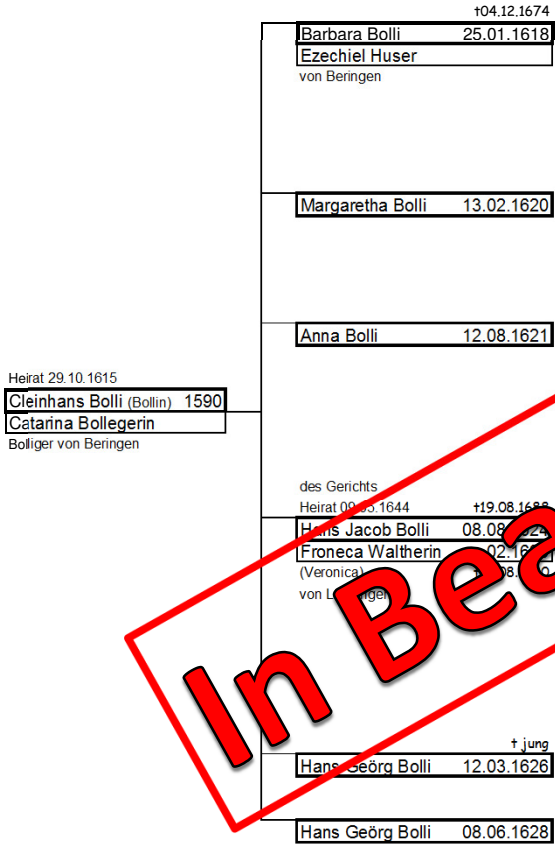 †04.12.1674
Barbara Bolli 25.01.1618
Ezechiel Huser
von Beringen
Margaretha Bolli 13.02.1620
Anna Bolli 12.08.1621
Heirat 29.10.1615
Cleinhans Bolli (Bollin) 1590
Catarina Bollegerin
Bolliger von Beringen
des Gerichts
Heirat 1644
Hans Jacob Bolli
Froneca Waltherin
(Veronica)
von
In Bea
† jung
Hans Geörg Bolli 12.03.1626
Hans Geörg Bolli 08.06.1628